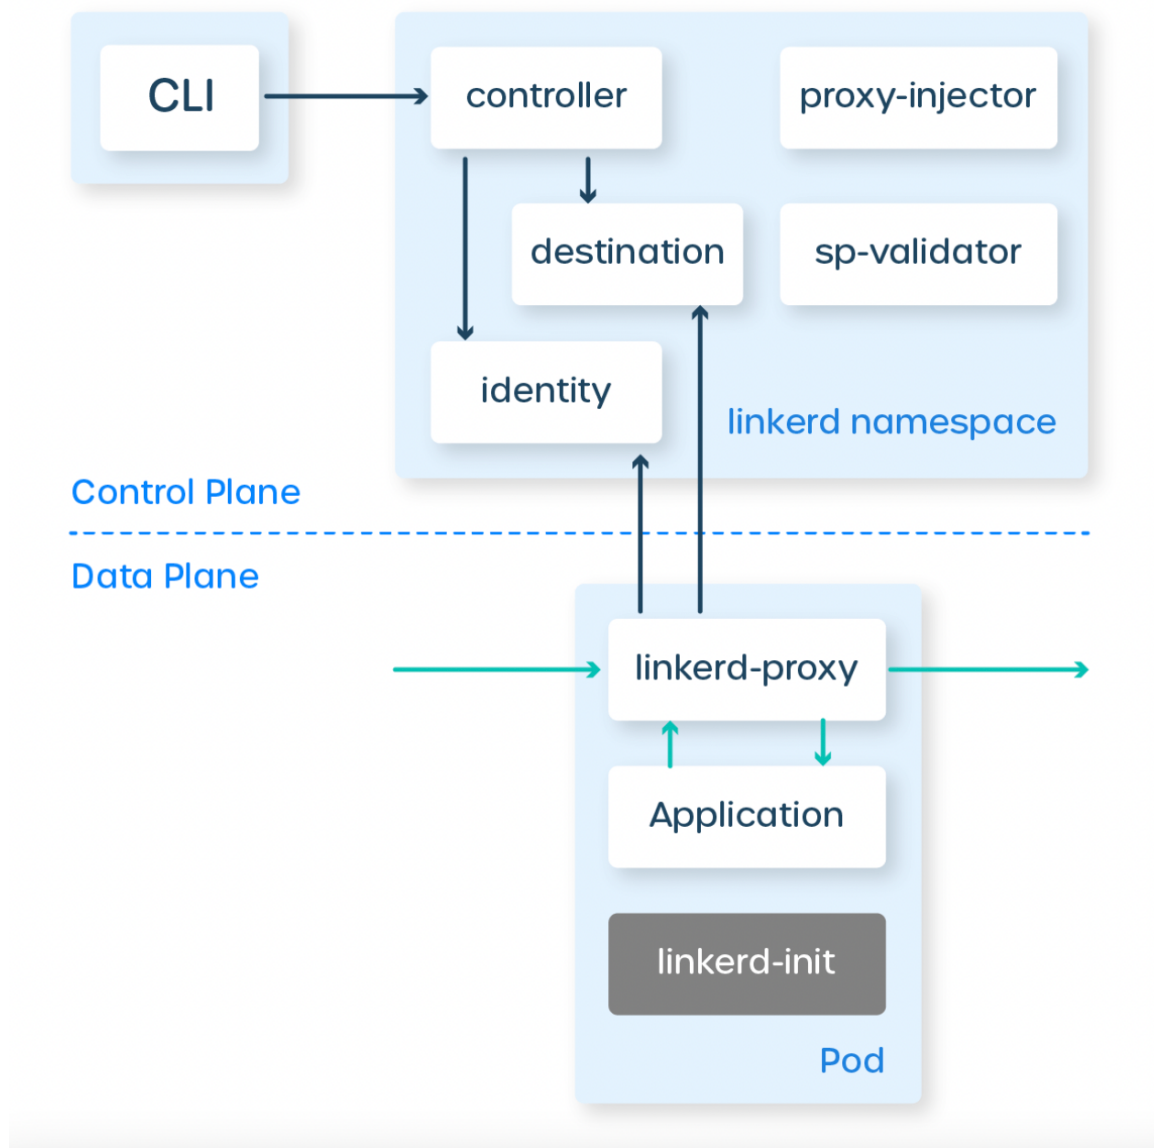 CLI
controller
proxy-injector
destination
sp-validator
identity
linkerd namespace
Control Plane
Data Plane
linkerd-proxy
Application
linkerd-init
Pod